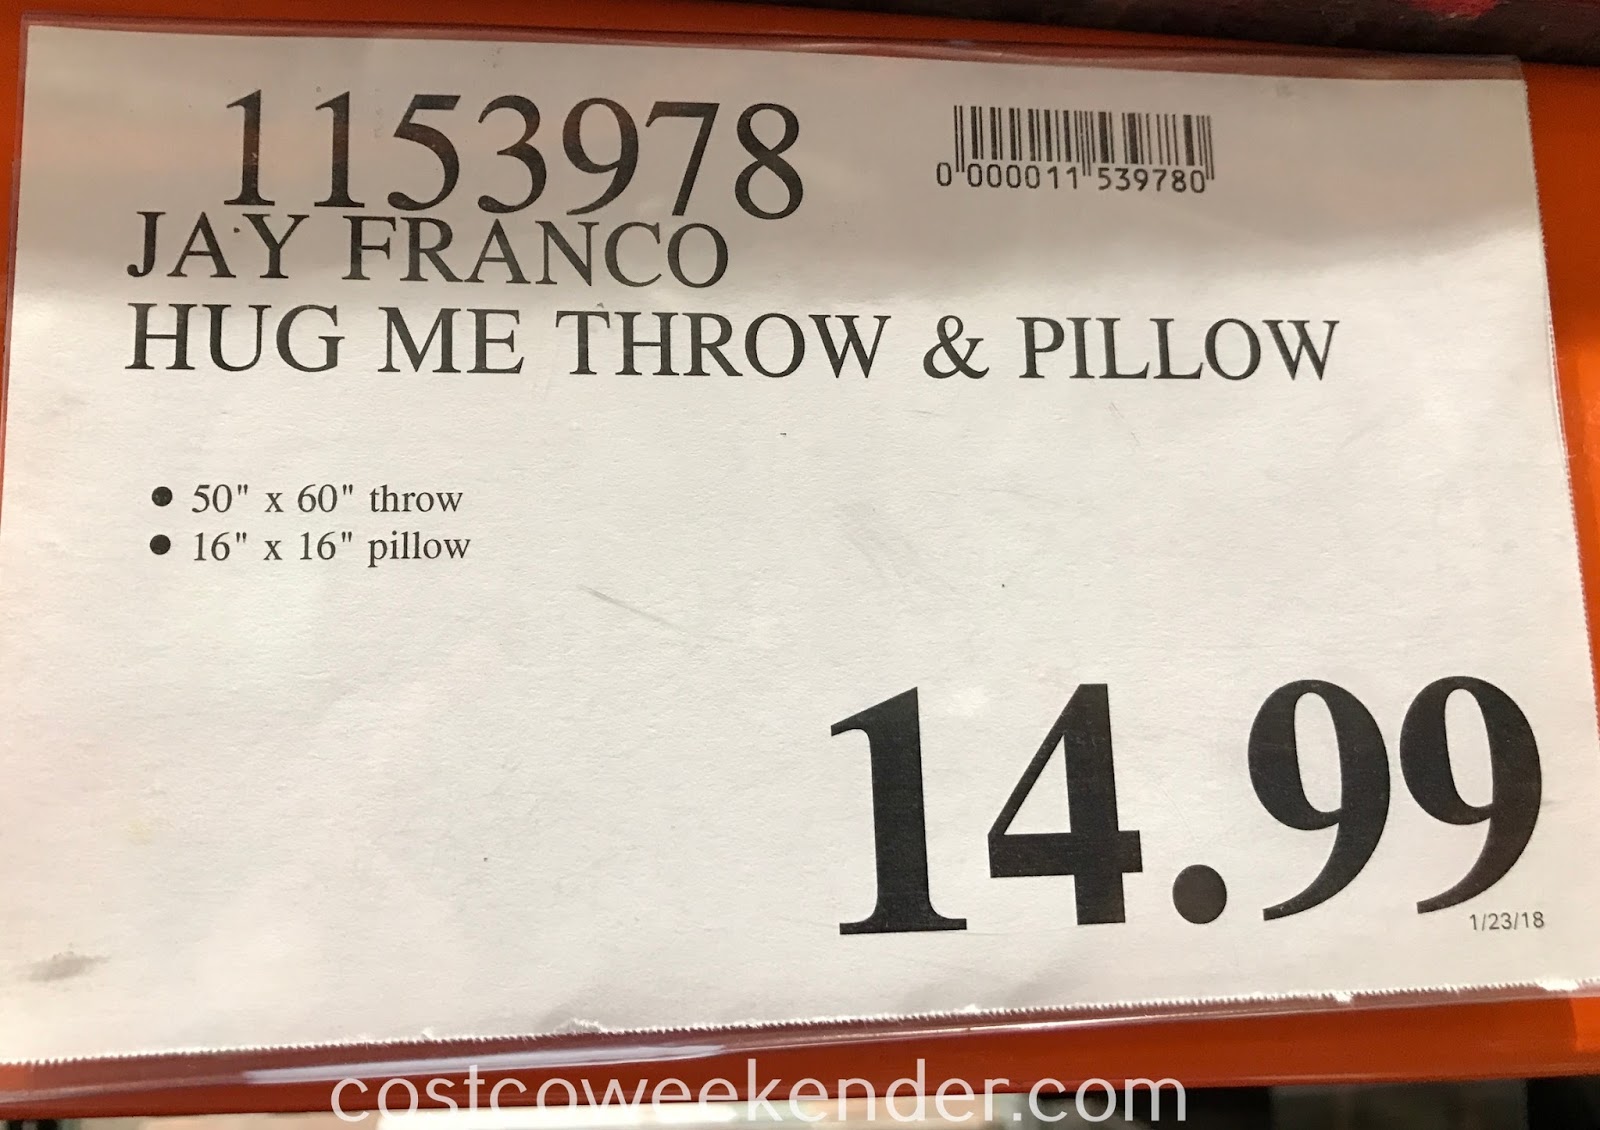 1153978
0 000011 539780
JAY FRANCO
HUG ME THROW & PILLOW
● 50" x 60" throw
● 16" x 16" pillow
14.99
1/23/18
costcoweekender.com